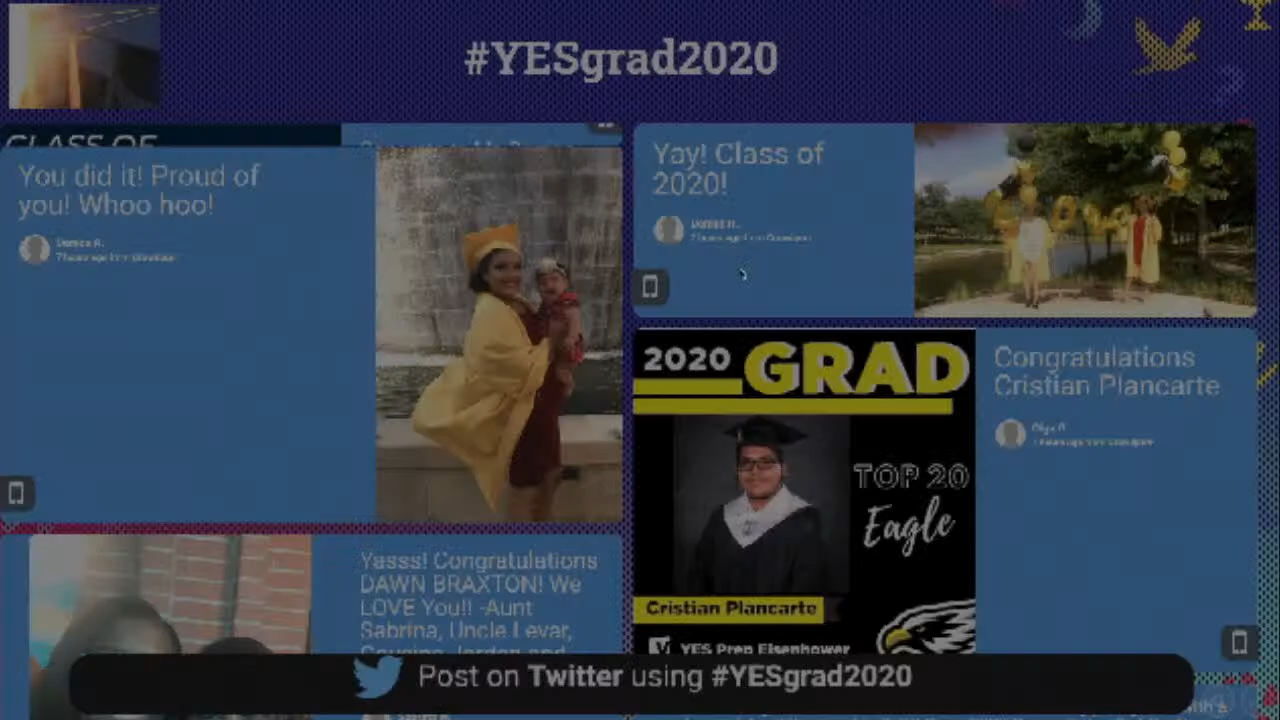 #YESgrad2020
CLASS OF
You did it! Proud of
you! Whoo hoo!
Yay! Class of
2020!
2020 GRAD
TOP 20
Eagle
Cristian Plancarte
YES Prep Eisenhower
Congratulations
Cristian Plancarte
Yasss! Congratulations
DAWN BRAXTON! We
LOVE You!! -Aunt
Sabrina, Uncle Levar,
Post on Twitter using #YESgrad2020